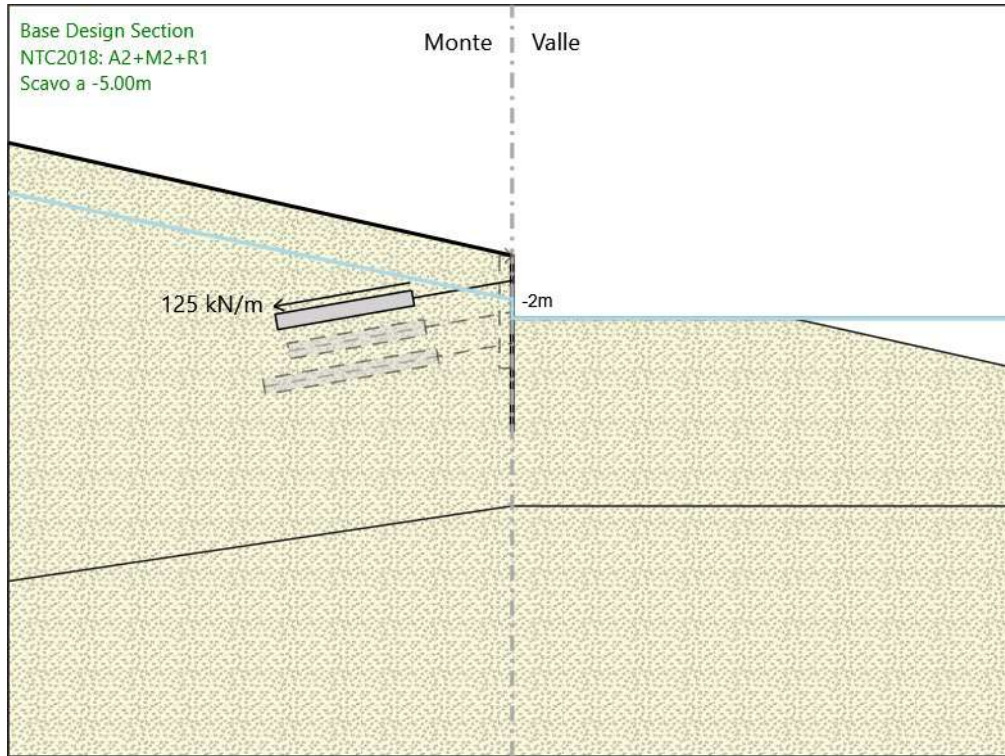 Base Design Section
NTC2018: A2+M2+R1
Scavo a -5.00m
Monte
Valle
125 kN/m
-2m